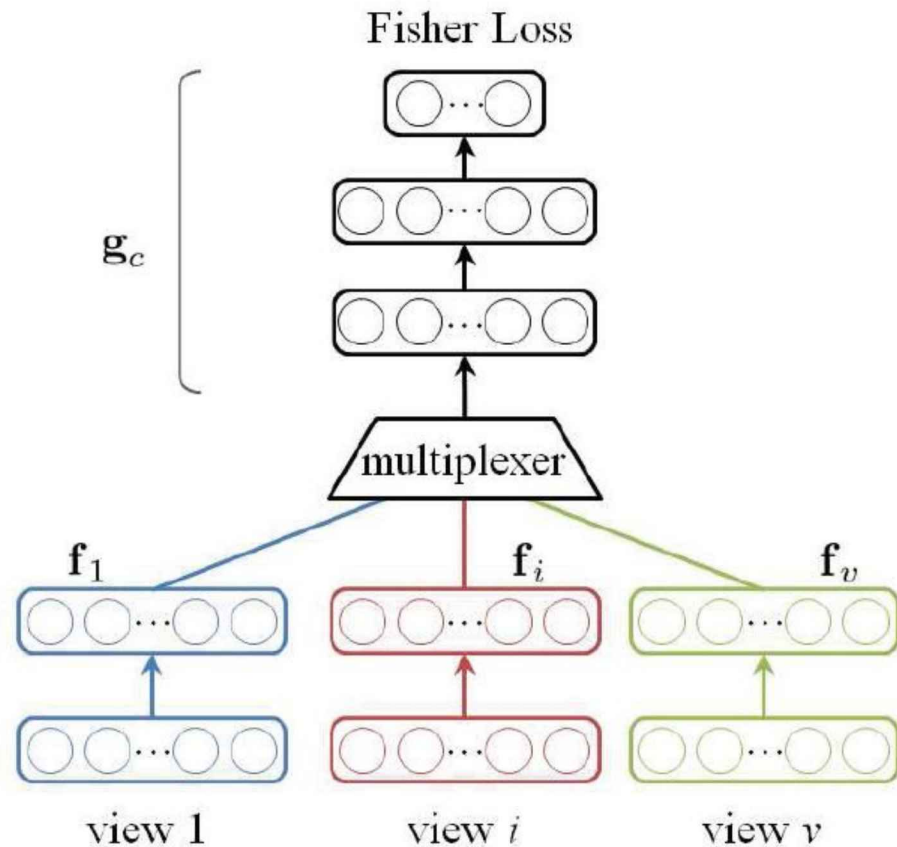 Fisher Loss
···
···
g_c
···
multiplexer
f_1 f_i f_v
··· ··· ···
··· ··· ···
view 1 view i view v